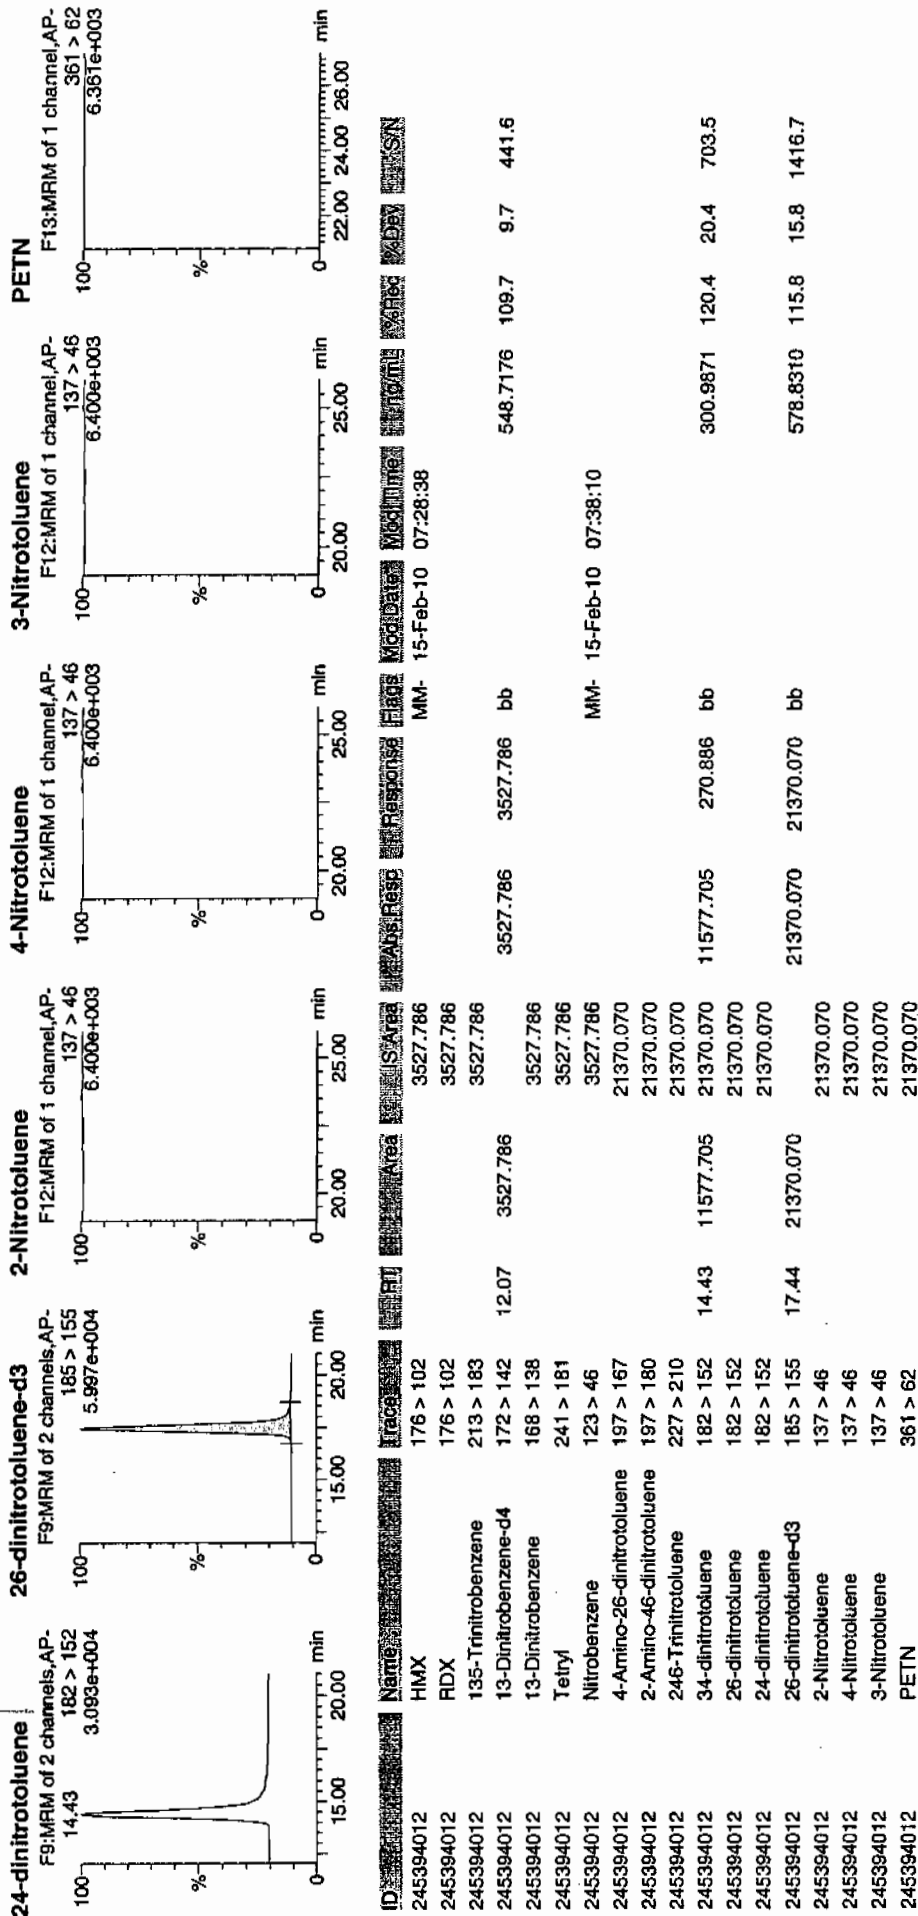 24-dinitrotoluene
F9:MRM of 2 channels,AP-
182 > 152
3.093e+004
14.43
100
%
0
15.00
20.00
min
26-dinitrotoluene-d3
F9:MRM of 2 channels,AP-
185 > 155
5.997e+004
100
%
0
15.00
20.00
min
2-Nitrotoluene
F12:MRM of 1 channel,AP-
137 > 46
6.400e+003
100
%
0
20.00
25.00
min
4-Nitrotoluene
F12:MRM of 1 channel,AP-
137 > 46
6.400e+003
100
%
0
20.00
25.00
min
3-Nitrotoluene
F12:MRM of 1 channel,AP-
137 > 46
6.400e+003
100
%
0
20.00
25.00
min
PETN
F13:MRM of 1 channel,AP-
361 > 62
6.361e+003
100
%
0
22.00
24.00
26.00
min
ID Name Trace RT Area IS Area Abs.Resp Response Flags Mod.Date Mod.Time %Rec %Dev S/N
245394012 HMX 176 > 102 3527.786 MM- 15-Feb-10 07:28:38
245394012 RDX 176 > 102 3527.786
245394012 135-Trinitrobenzene 213 > 183 3527.786
245394012 13-Dinitrobenzene-d4 172 > 142 12.07 3527.786 3527.786 3527.786 bb 548.7176 109.7 9.7 441.6
245394012 13-Dinitrobenzene 168 > 138 3527.786
245394012 Tetryl 241 > 181 3527.786
245394012 Nitrobenzene 123 > 46 3527.786 MM- 15-Feb-10 07:38:10
245394012 4-Amino-26-dinitrotoluene 197 > 167 21370.070
245394012 2-Amino-46-dinitrotoluene 197 > 180 21370.070
245394012 246-Trinitrotoluene 227 > 210 21370.070
245394012 34-dinitrotoluene 182 > 152 14.43 11577.705 21370.070 11577.705 270.886 bb 300.9871 120.4 20.4 703.5
245394012 26-dinitrotoluene 182 > 152 21370.070
245394012 24-dinitrotoluene 182 > 152 21370.070
245394012 26-dinitrotoluene-d3 185 > 155 17.44 21370.070 21370.070 21370.070 bb 578.8310 115.8 15.8 1416.7
245394012 2-Nitrotoluene 137 > 46 21370.070
245394012 4-Nitrotoluene 137 > 46 21370.070
245394012 3-Nitrotoluene 137 > 46 21370.070
245394012 PETN 361 > 62 21370.070